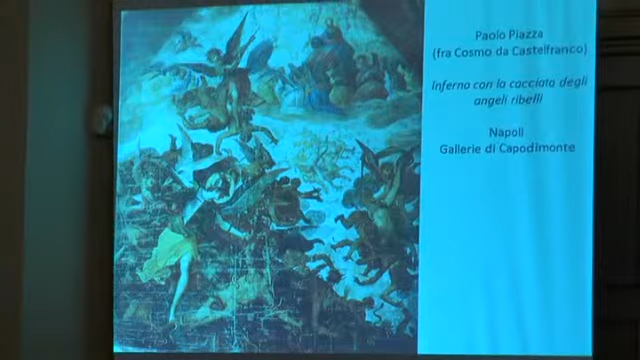 Paolo Piazza
(fra Cosmo da Castelfranco)
Inferno con la cacciata degli
angeli ribelli
Napoli
Gallerie di Capodimonte